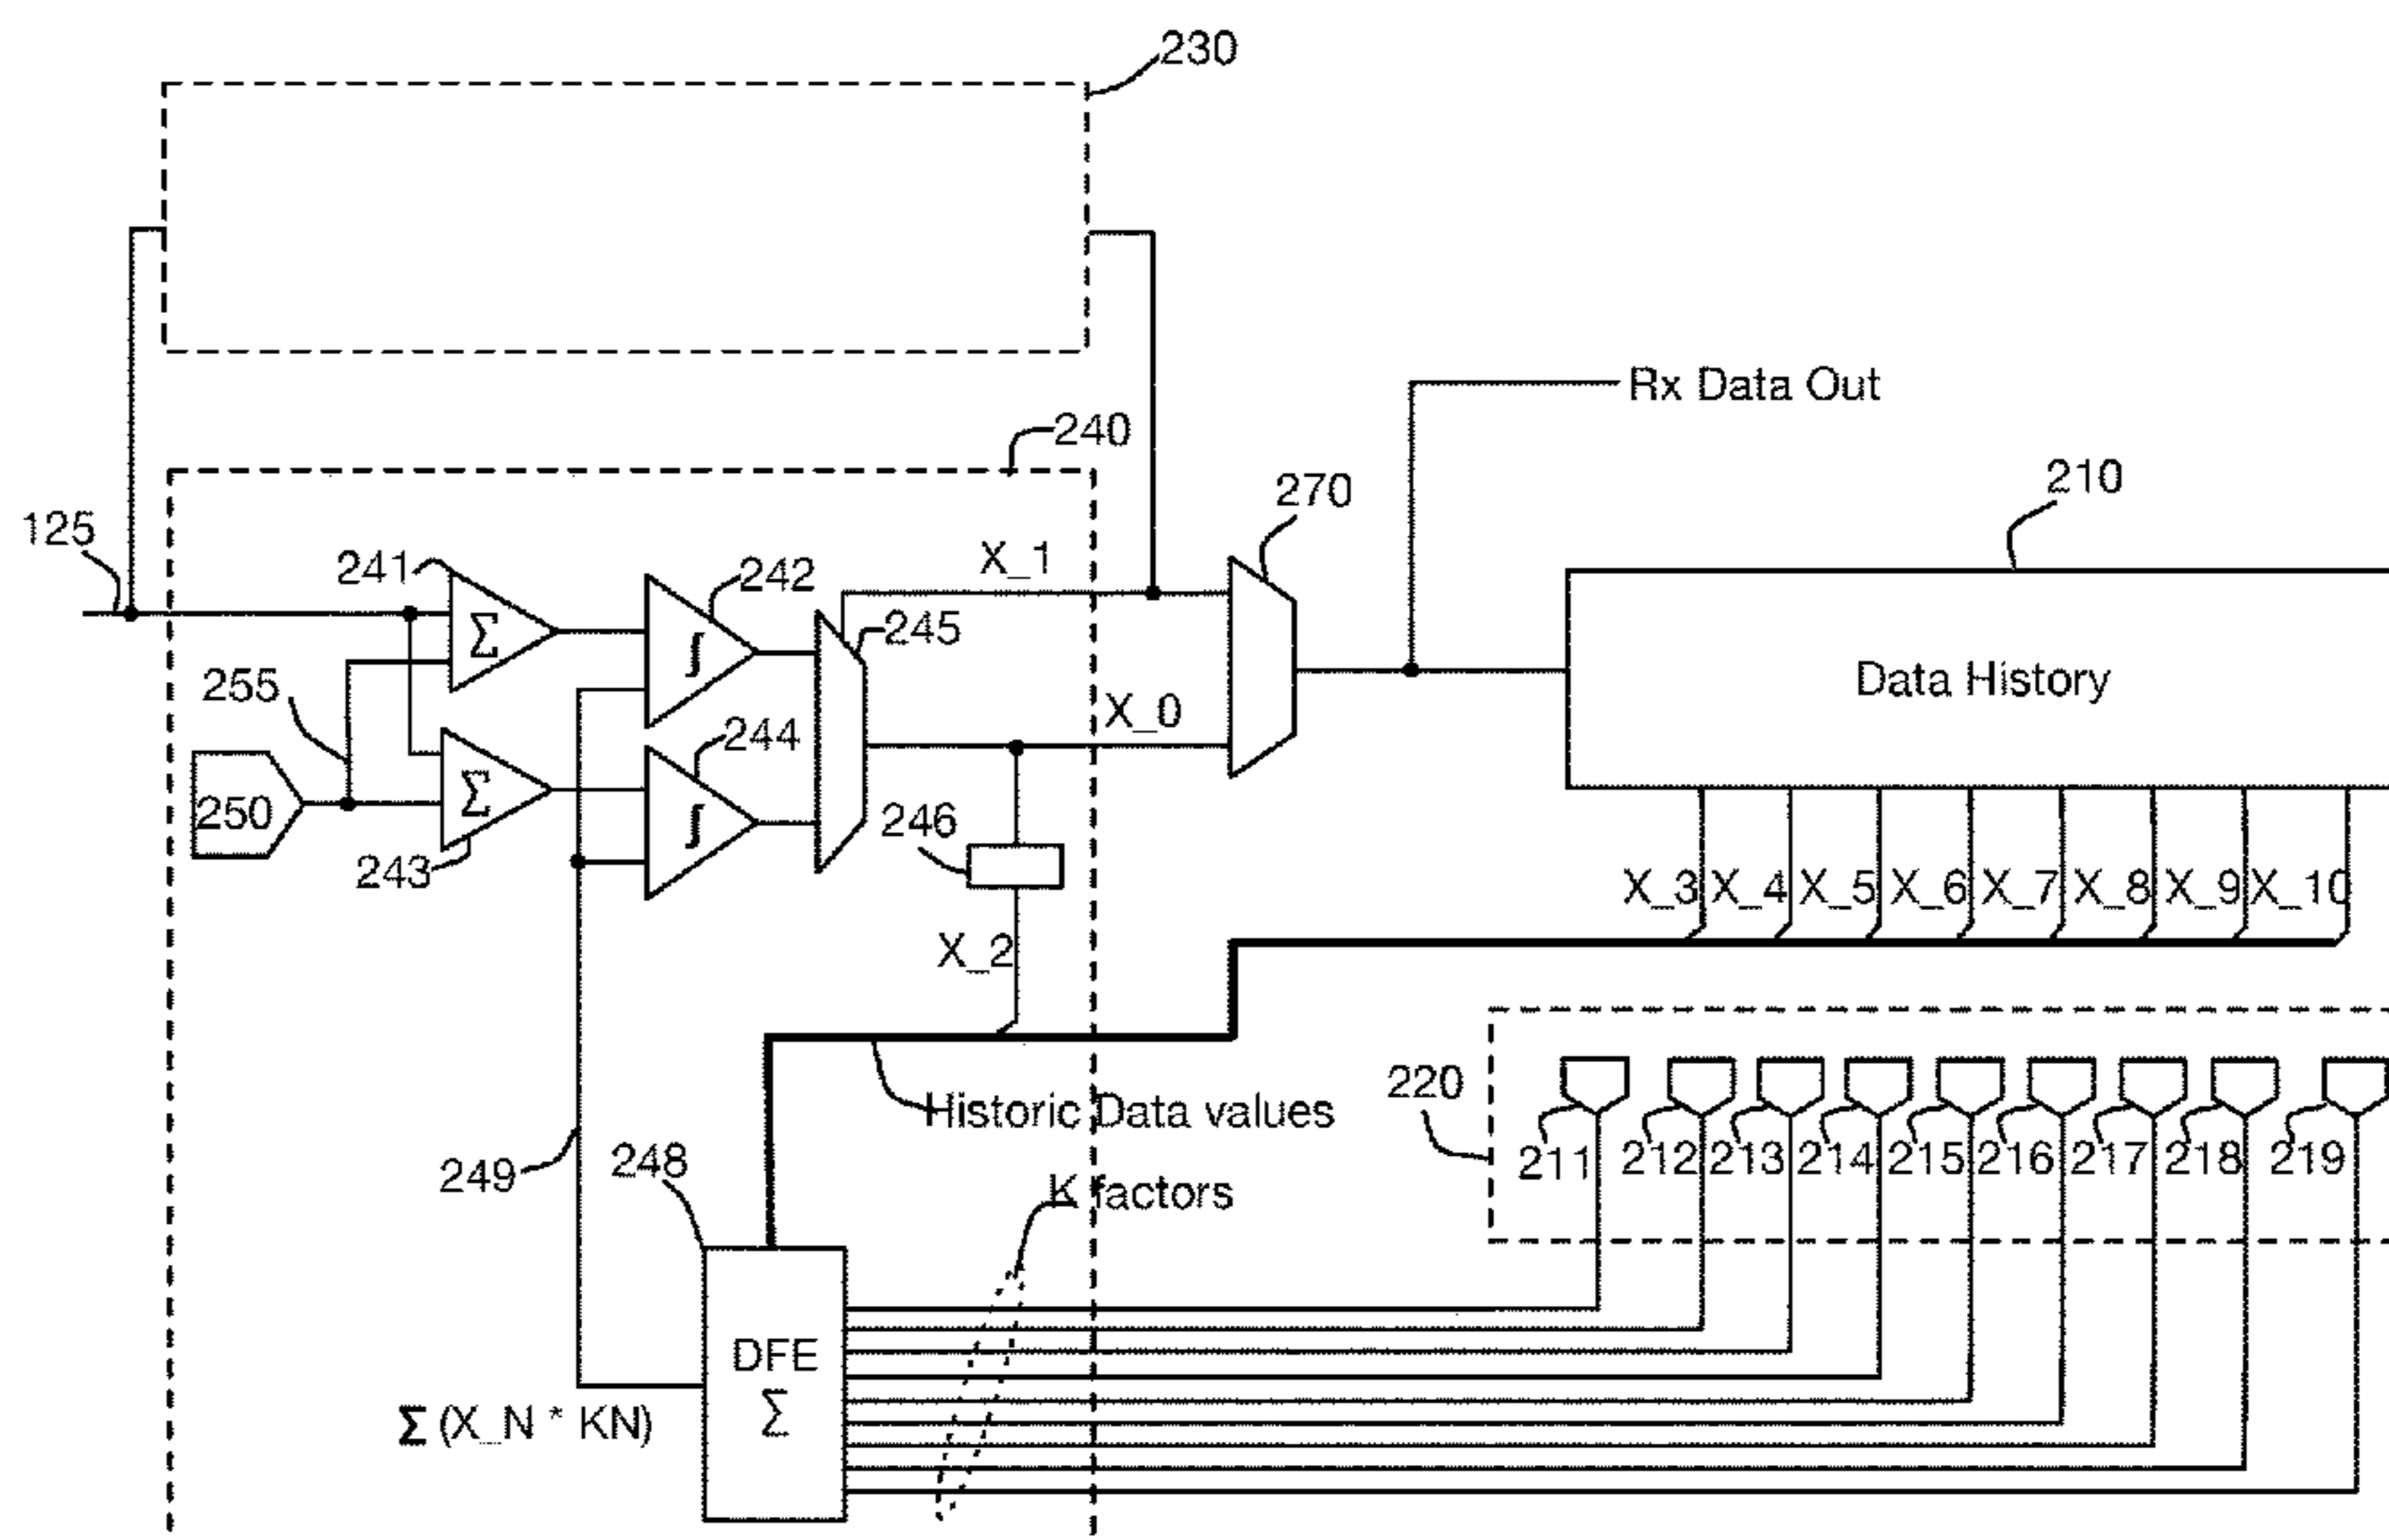 230
240
Rx Data Out
270
210
125
241
242
X_1
245
Σ
∫
255
X_0
Data History
250
Σ
244
∫
246
243
X_3
X_4
X_5
X_6
X_7
X_8
X_9
X_10
X_2
220
Historic Data values
211
212
213
214
215
216
217
218
219
249
248
K factors
DFE
Σ
Σ (X_N * KN)